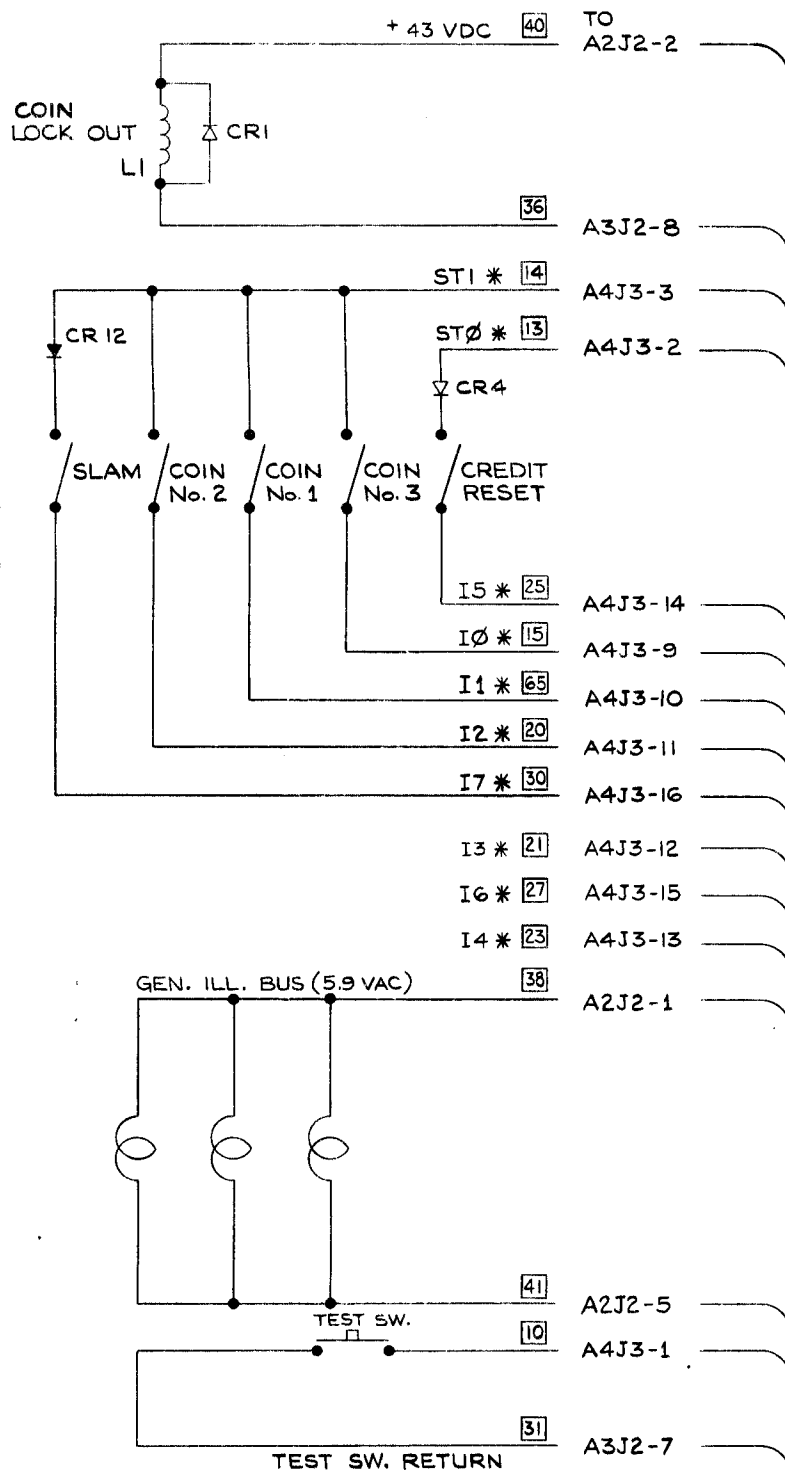 + 43 VDC 40 TO A2J2-2
COIN LOCK OUT
L1
CR1
36 A3J2-8
ST1 * 14 A4J3-3
STØ * 13 A4J3-2
CR12
CR4
SLAM
COIN No. 2
COIN No. 1
COIN No. 3
CREDIT RESET
I5 * 25 A4J3-14
IØ * 15 A4J3-9
I1 * 65 A4J3-10
I2 * 20 A4J3-11
I7 * 30 A4J3-16
I3 * 21 A4J3-12
I6 * 27 A4J3-15
I4 * 23 A4J3-13
GEN. ILL. BUS (5.9 VAC) 38 A2J2-1
41 A2J2-5
TEST SW.
10 A4J3-1
31 A3J2-7
TEST SW. RETURN